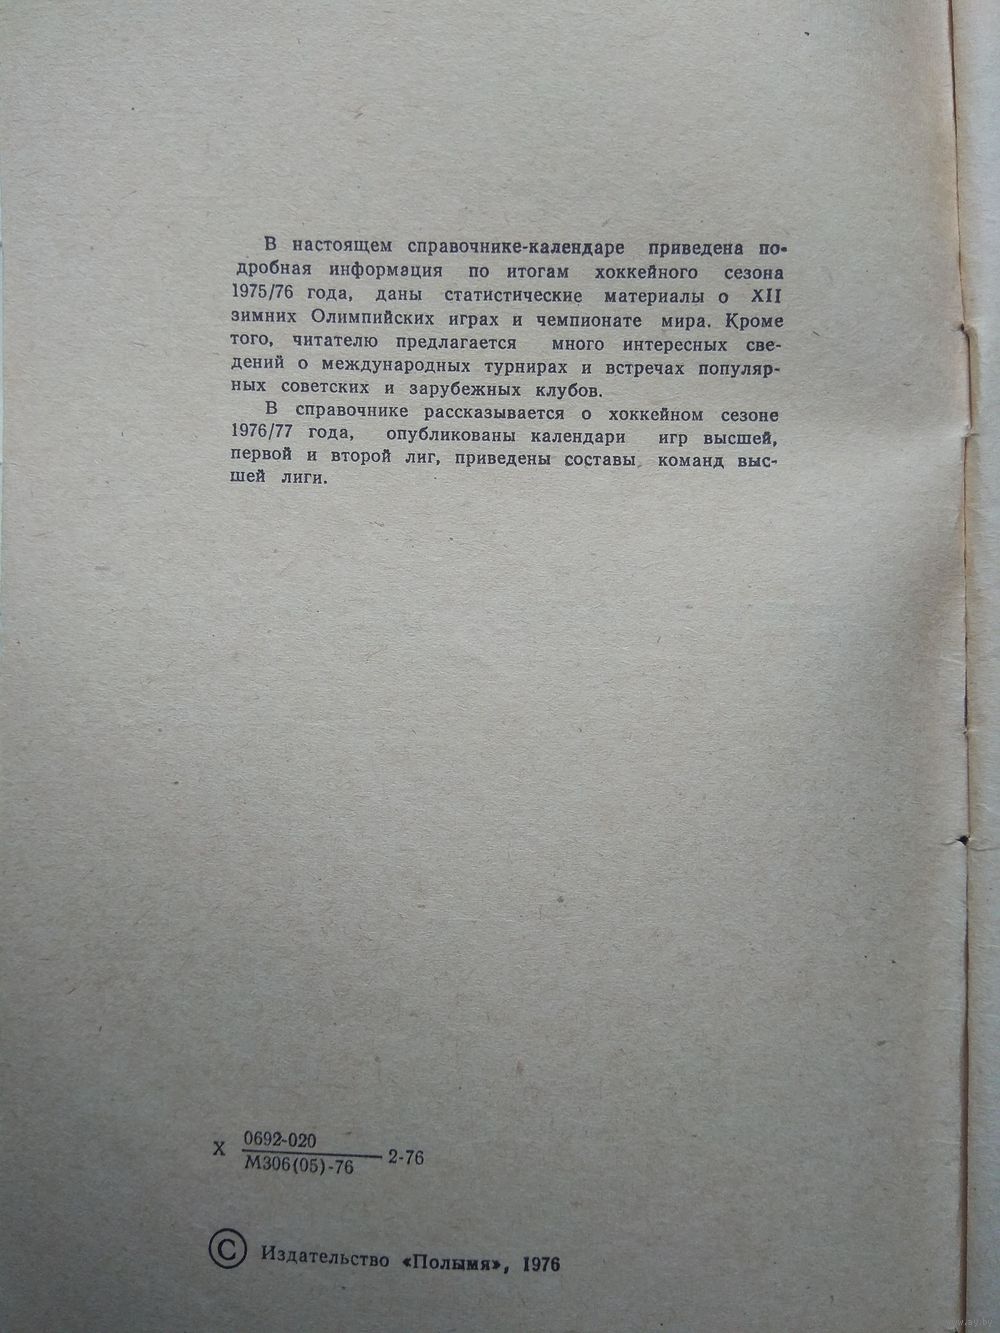 В настоящем справочнике-календаре приведена по-
дробная информация по итогам хоккейного сезона
1975/76 года, даны статистические материалы о XII
зимних Олимпийских играх и чемпионате мира. Кроме
того, читателю предлагается много интересных све-
дений о международных турнирах и встречах популяр-
ных советских и зарубежных клубов.
В справочнике рассказывается о хоккейном сезоне
1976/77 года, опубликованы календари игр высшей,
первой и второй лиг, приведены составы команд выс-
шей лиги.
0692-020
Х 2-76
М306(05)-76
© Издательство «Полымя», 1976
www.ay.by